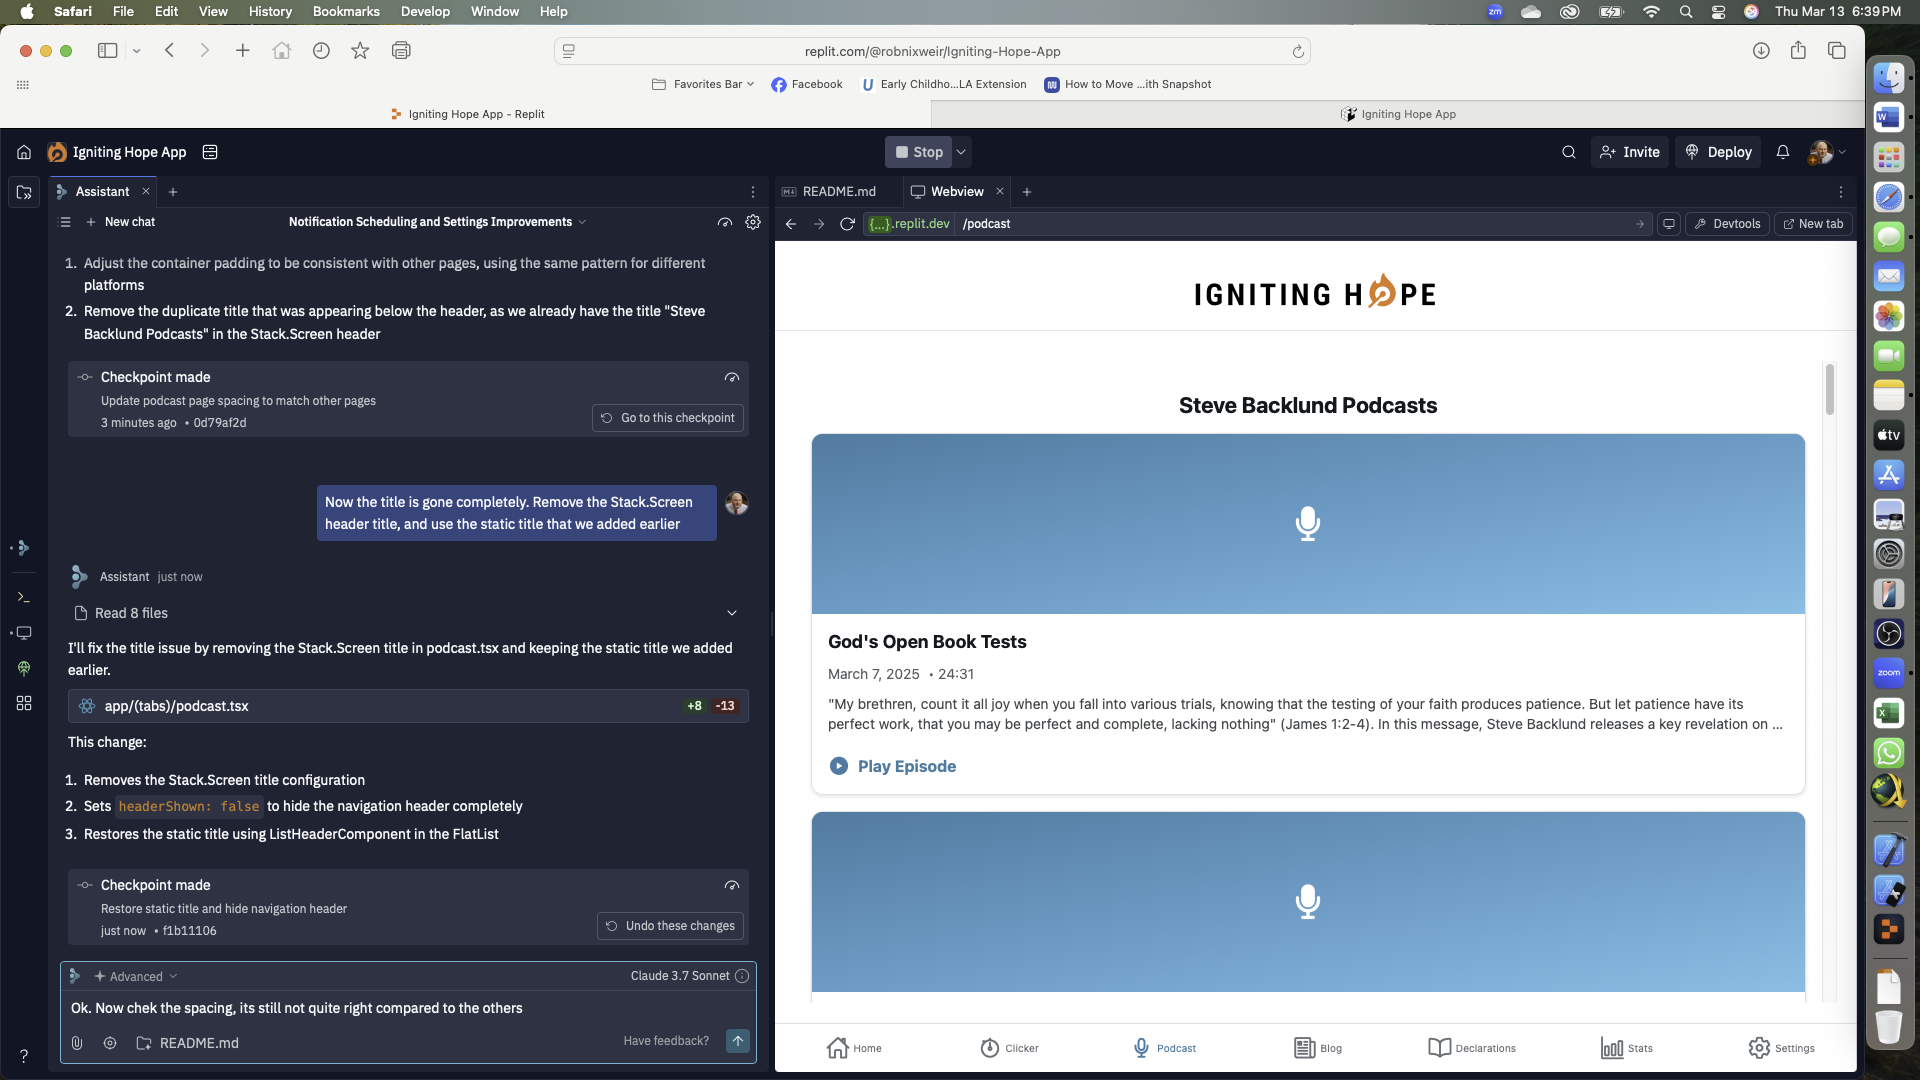 Safari File Edit View History Bookmarks Develop Window Help
zm
Thu Mar 13 6:39 PM
replit.com/@robnixweir/Igniting-Hope-App
Favorites Bar
Facebook
U Early Childho...LA Extension
How to Move ...ith Snapshot
Igniting Hope App - Replit
Igniting Hope App
Igniting Hope App
Stop
Invite
Deploy
Assistant
README.md
Webview
New chat
Notification Scheduling and Settings Improvements
{...}.replit.dev
/podcast
Devtools
New tab
1. Adjust the container padding to be consistent with other pages, using the same pattern for different
platforms
2. Remove the duplicate title that was appearing below the header, as we already have the title "Steve
Backlund Podcasts" in the Stack.Screen header
Checkpoint made
Update podcast page spacing to match other pages
3 minutes ago • 0d79af2d
Go to this checkpoint
Now the title is gone completely. Remove the Stack.Screen
header title, and use the static title that we added earlier
Assistant just now
Read 8 files
I'll fix the title issue by removing the Stack.Screen title in podcast.tsx and keeping the static title we added
earlier.
app/(tabs)/podcast.tsx
+8 -13
This change:
1. Removes the Stack.Screen title configuration
2. Sets headerShown: false to hide the navigation header completely
3. Restores the static title using ListHeaderComponent in the FlatList
Checkpoint made
Restore static title and hide navigation header
just now • f1b11106
Undo these changes
Advanced
Claude 3.7 Sonnet
Ok. Now chek the spacing, its still not quite right compared to the others
README.md
Have feedback?
?
IGNITING HOPE
Steve Backlund Podcasts
God's Open Book Tests
March 7, 2025 • 24:31
"My brethren, count it all joy when you fall into various trials, knowing that the testing of your faith produces patience. But let patience have its
perfect work, that you may be perfect and complete, lacking nothing" (James 1:2-4). In this message, Steve Backlund releases a key revelation on ...
Play Episode
Home
Clicker
Podcast
Blog
Declarations
Stats
Settings
W
tv
zoom
X